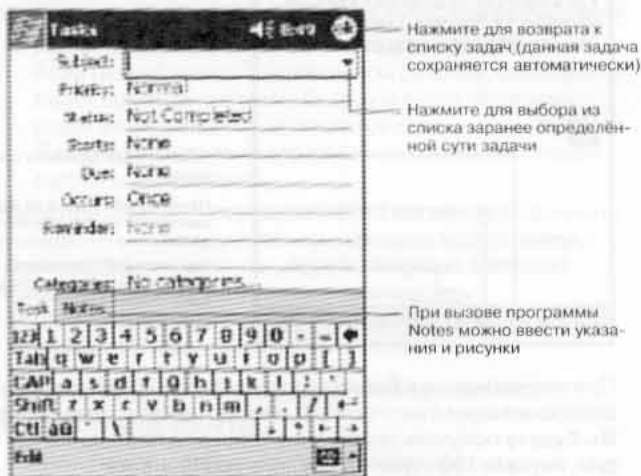 Tasks 8:49
Нажмите для возврата к
списку задач (данная задача
сохраняется автоматически)
Subject:
Priority: Normal
Status: Not Completed
Нажмите для выбора из
списка заранее определён-
ной сути задачи
Starts: None
Due: None
Occurs: Once
Reminder: None
Categories: No categories...
Task Notes
При вызове программы
Notes можно ввести указа-
ния и рисунки
123 1 2 3 4 5 6 7 8 9 0 - =
Tab q w e r t y u i o p [ ]
CAP a s d f g h j k l ; '
Shift z x c v b n m , . /
Ctl áü ` \
Edit